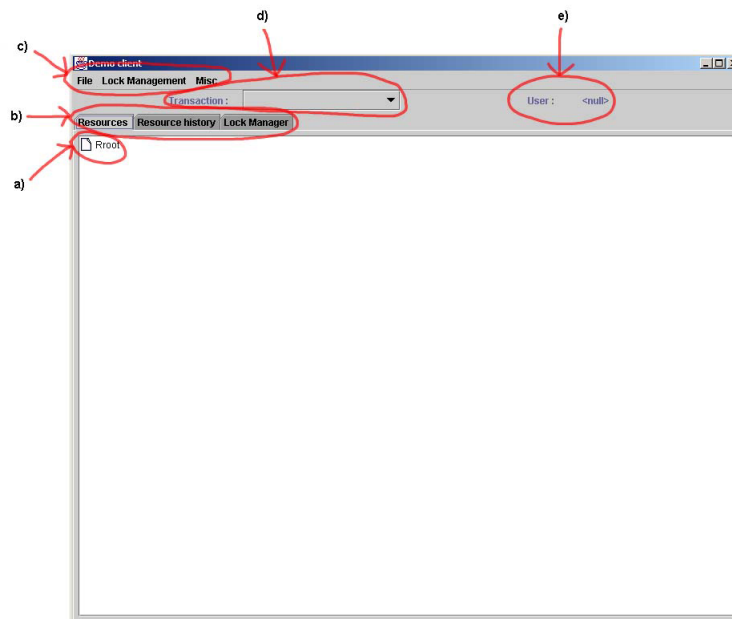 d)
e)
c)
Demo client
File Lock Management Misc
Transaction :
User : <null>
b)
Resources Resource history Lock Manager
Rroot
a)